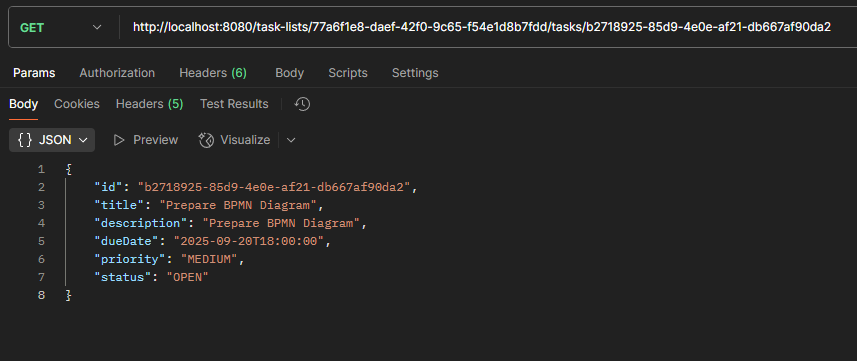 GET http://localhost:8080/task-lists/77a6f1e8-daef-42f0-9c65-f54e1d8b7fdd/tasks/b2718925-85d9-4e0e-af21-db667af90da2
Params Authorization Headers (6) Body Scripts Settings
Body Cookies Headers (5) Test Results
{} JSON Preview Visualize
1 {
2 "id": "b2718925-85d9-4e0e-af21-db667af90da2",
3 "title": "Prepare BPMN Diagram",
4 "description": "Prepare BPMN Diagram",
5 "dueDate": "2025-09-20T18:00:00",
6 "priority": "MEDIUM",
7 "status": "OPEN"
8 }